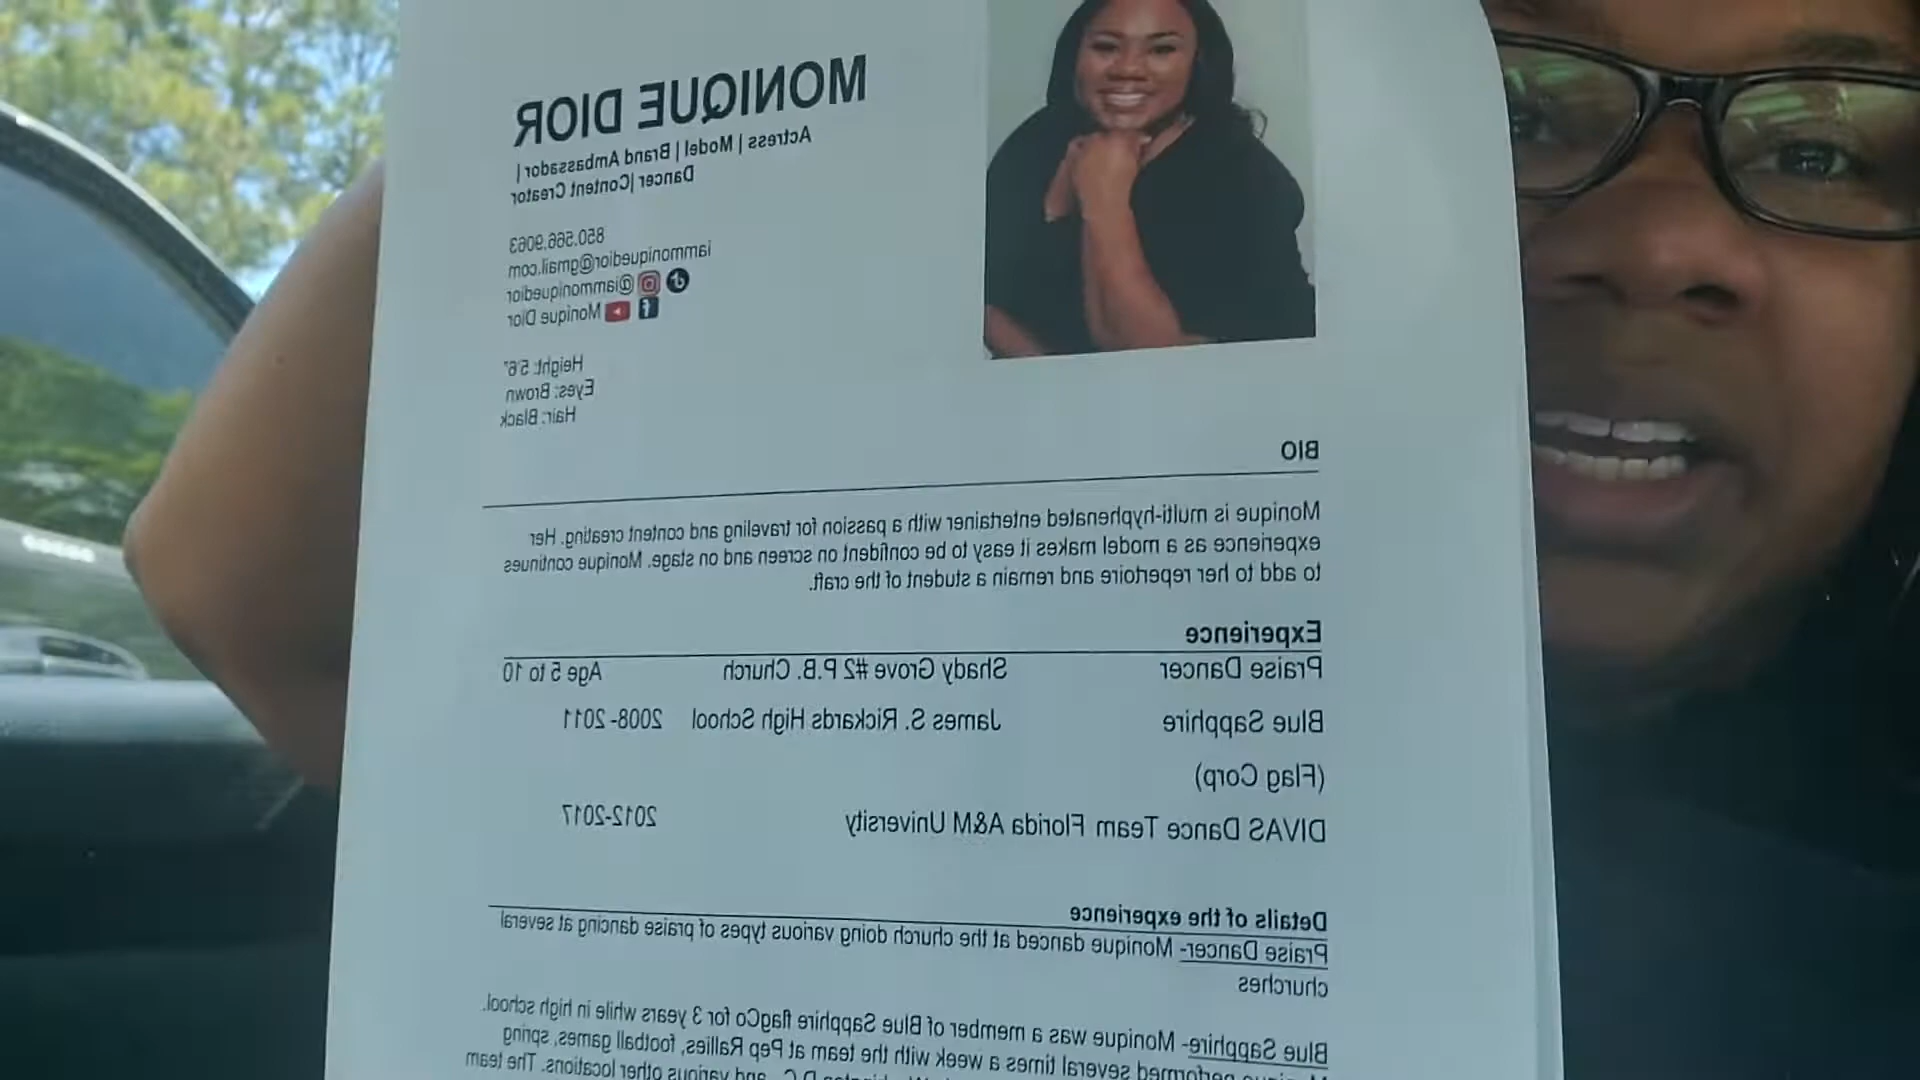 MONIQUE DIOR
Actress | Model | Brand Ambassador |
Dancer |Content Creator
850.566.9063
iammoniquedior@gmail.com
@iammoniquedior
Monique Dior
Height: 5'6"
Eyes: Brown
Hair: Black
BIO
Monique is multi-hyphenated entertainer with a passion for traveling and content creating. Her
experience as a model makes it easy to be confident on screen and on stage. Monique continues
to add to her repertoire and remain a student of the craft.
Experience
Praise Dancer Shady Grove #2 P.B. Church Age 5 to 10
Blue Sapphire James S. Rickards High School 2008-2011
(Flag Corp)
DIVAS Dance Team Florida A&M University 2012-2017
Details of the experience
Praise Dancer- Monique danced at the church doing various types of praise dancing at several
churches
Blue Sapphire- Monique was a member of Blue Sapphire flagCo for 3 years while in high school.
performed several times a week with the team at Pep Rallies, football games, spring
D.C. and various other locations. The team